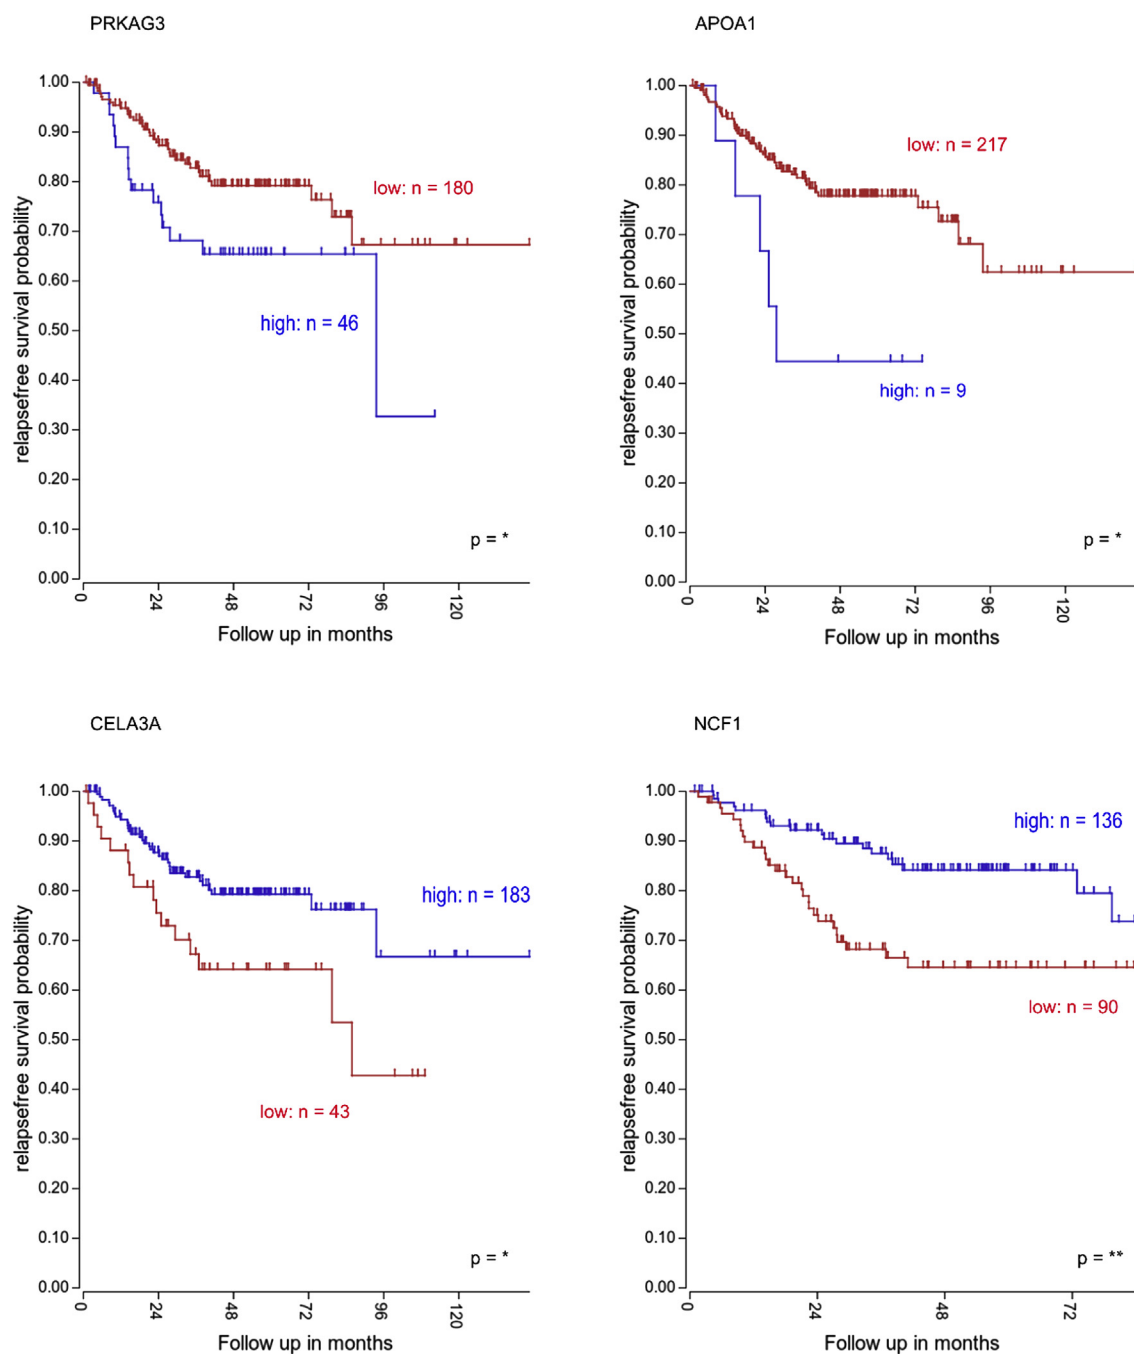 PRKAG3
relapsefree survival probability
1.00
0.90
0.80
0.70
0.60
0.50
0.40
0.30
0.20
0.10
0.00
low: n = 180
high: n = 46
p = *
0 24 48 72 96 120
Follow up in months
APOA1
relapsefree survival probability
1.00
0.90
0.80
0.70
0.60
0.50
0.40
0.30
0.20
0.10
0.00
low: n = 217
high: n = 9
p = *
0 24 48 72 96 120
Follow up in months
CELA3A
relapsefree survival probability
1.00
0.90
0.80
0.70
0.60
0.50
0.40
0.30
0.20
0.10
0.00
high: n = 183
low: n = 43
p = *
0 24 48 72 96 120
Follow up in months
NCF1
relapsefree survival probability
1.00
0.90
0.80
0.70
0.60
0.50
0.40
0.30
0.20
0.10
0.00
high: n = 136
low: n = 90
p = **
0 24 48 72
Follow up in months